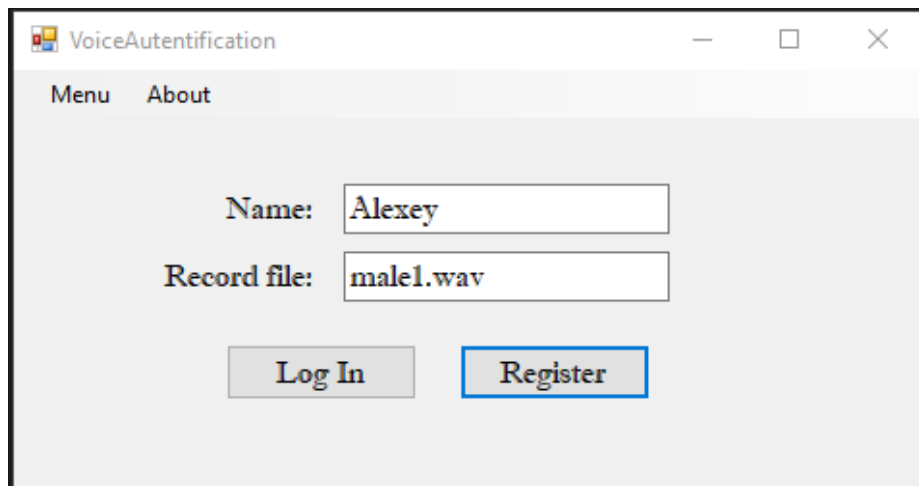 VoiceAutentification
Menu About
Name: Alexey
Record file: male1.wav
Log In Register